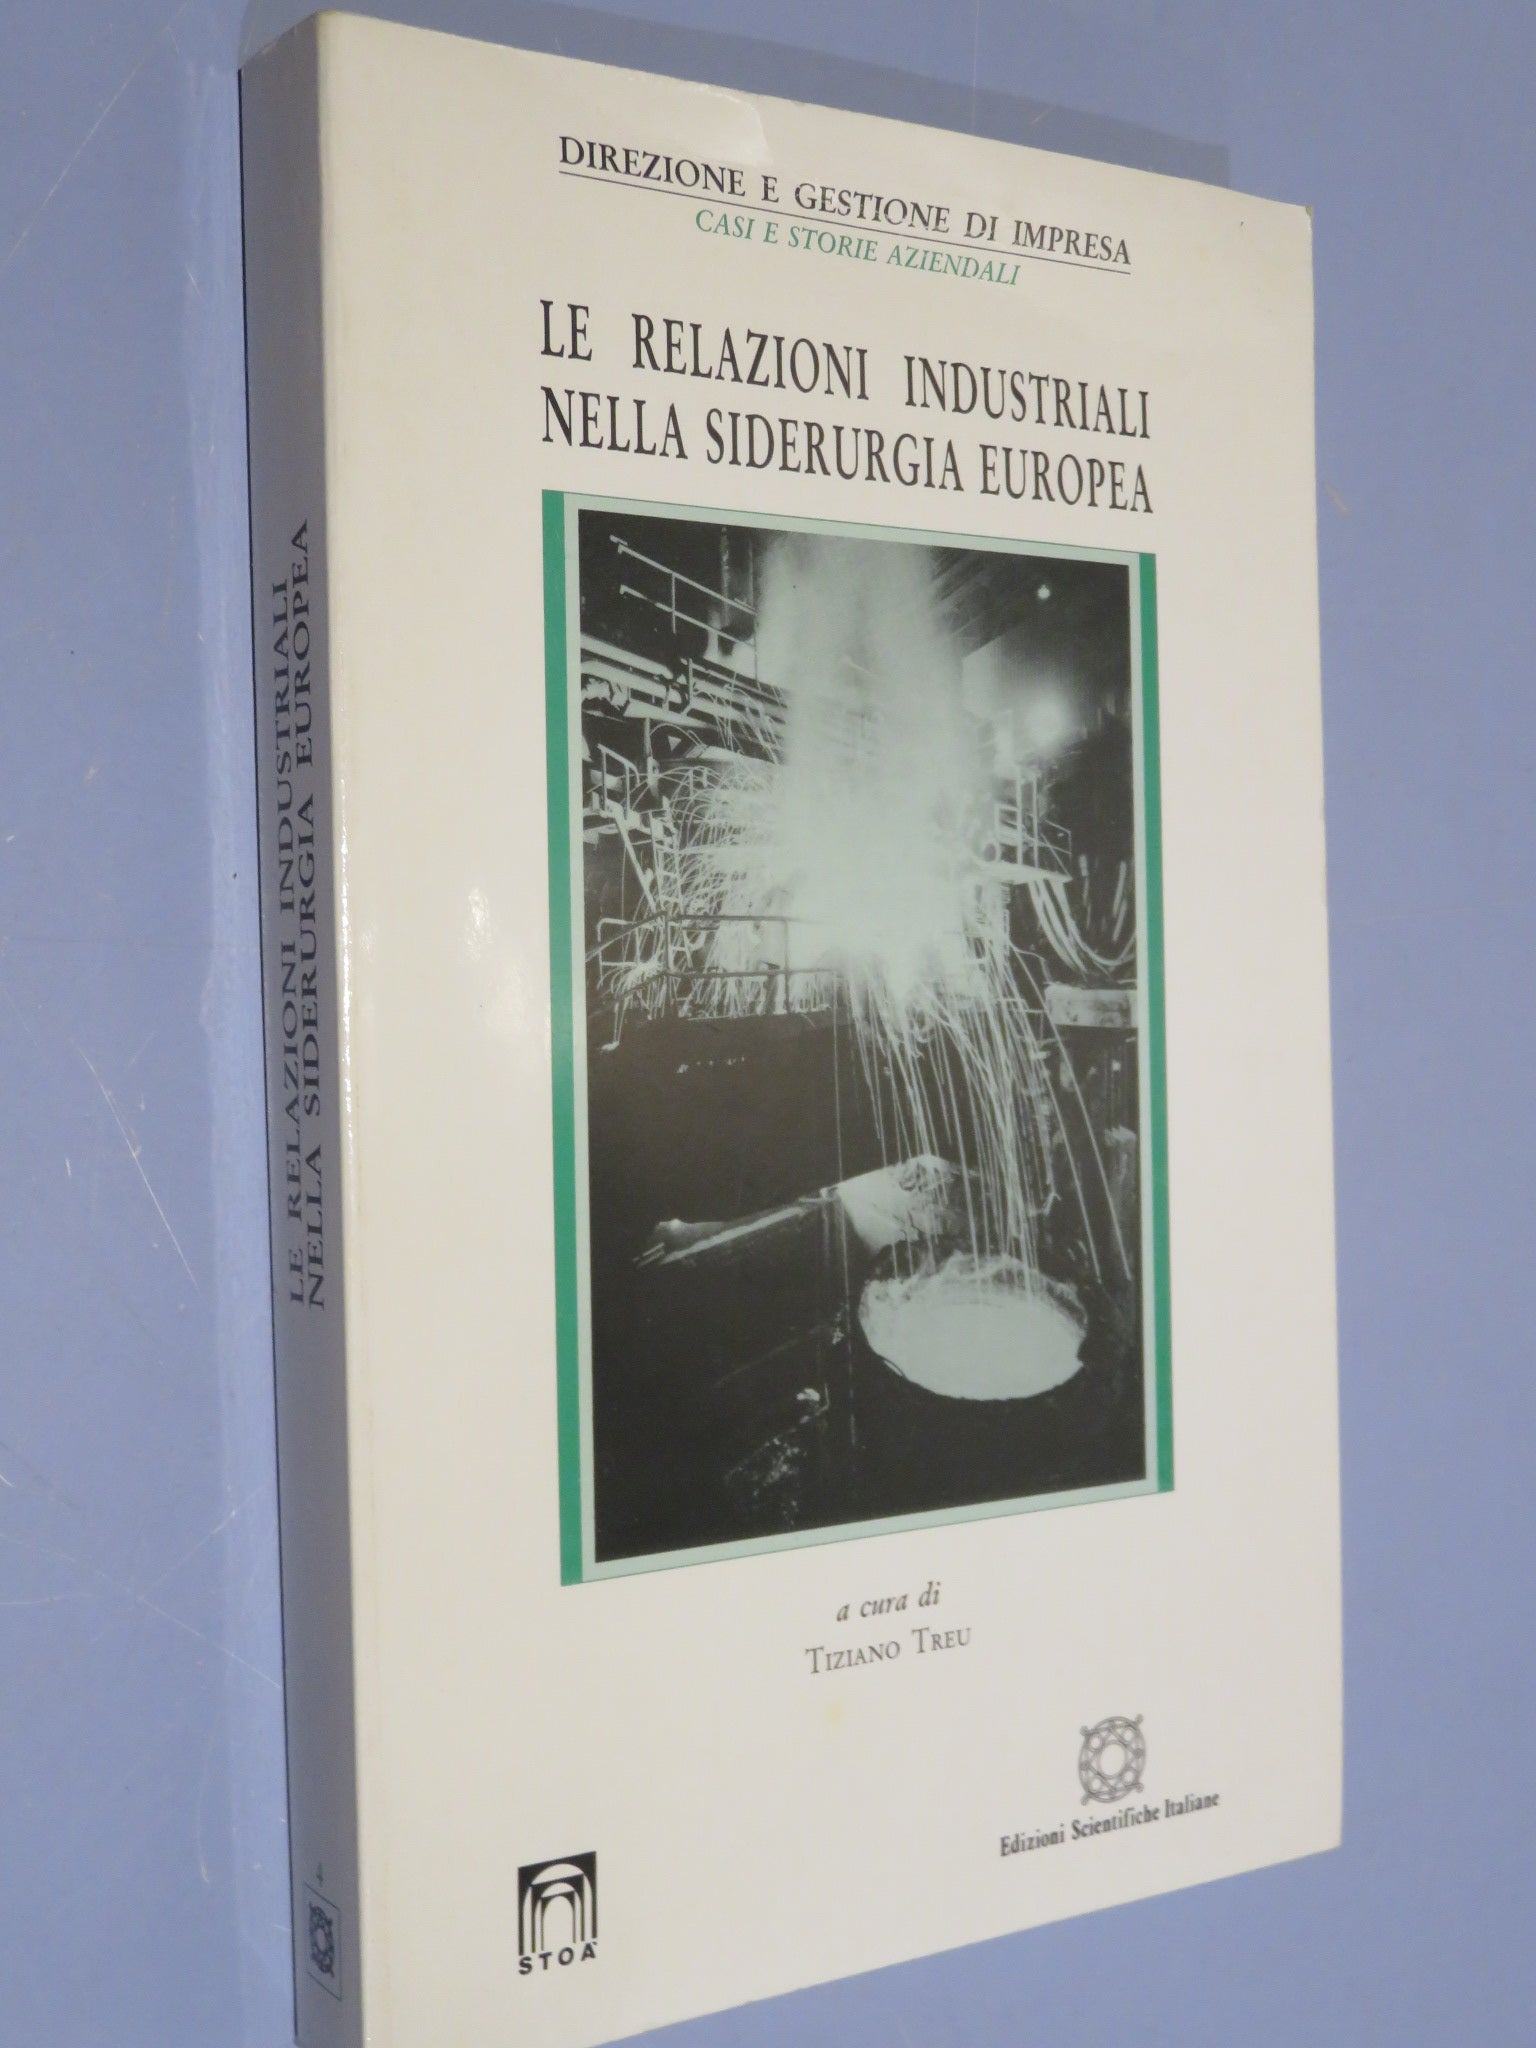 DIREZIONE E GESTIONE DI IMPRESA
CASI E STORIE AZIENDALI
LE RELAZIONI INDUSTRIALI
NELLA SIDERURGIA EUROPEA
a cura di
TIZIANO TREU
Edizioni Scientifiche Italiane
STOÀ
LE RELAZIONI INDUSTRIALI
NELLA SIDERURGIA EUROPEA
4